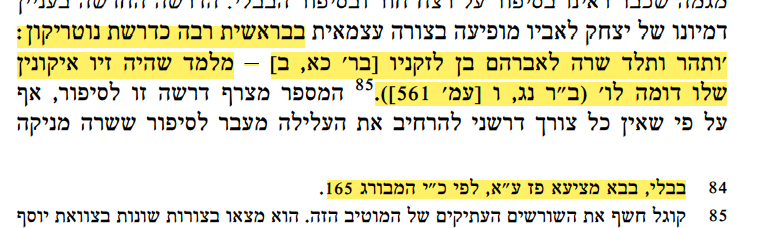 דמיונו של יצחק לאביו מופיעה בצורה עצמאית בבראשית רבה כדרשת נוטריקון:
׳ותהר ותלד שרה לאברהם בן לזקניו [בר׳ כא, ב] – מלמד שהיה זיו איקונין
שלו דומה לו׳ (ב״ר נג, ו [עמ׳ 561]).85 המספר מצרף דרשה זו לסיפור, אף
על פי שאין כל צורך דרשני להרחיב את העלילה מעבר לסיפור ששרה מניקה
84 בבלי, בבא מציעא פז ע״א, לפי כ״י המבורג 165.
85 קוגל חשף את השורשים העתיקים של המוטיב הזה. הוא מצאו בצורות שונות בצוואת יוסף